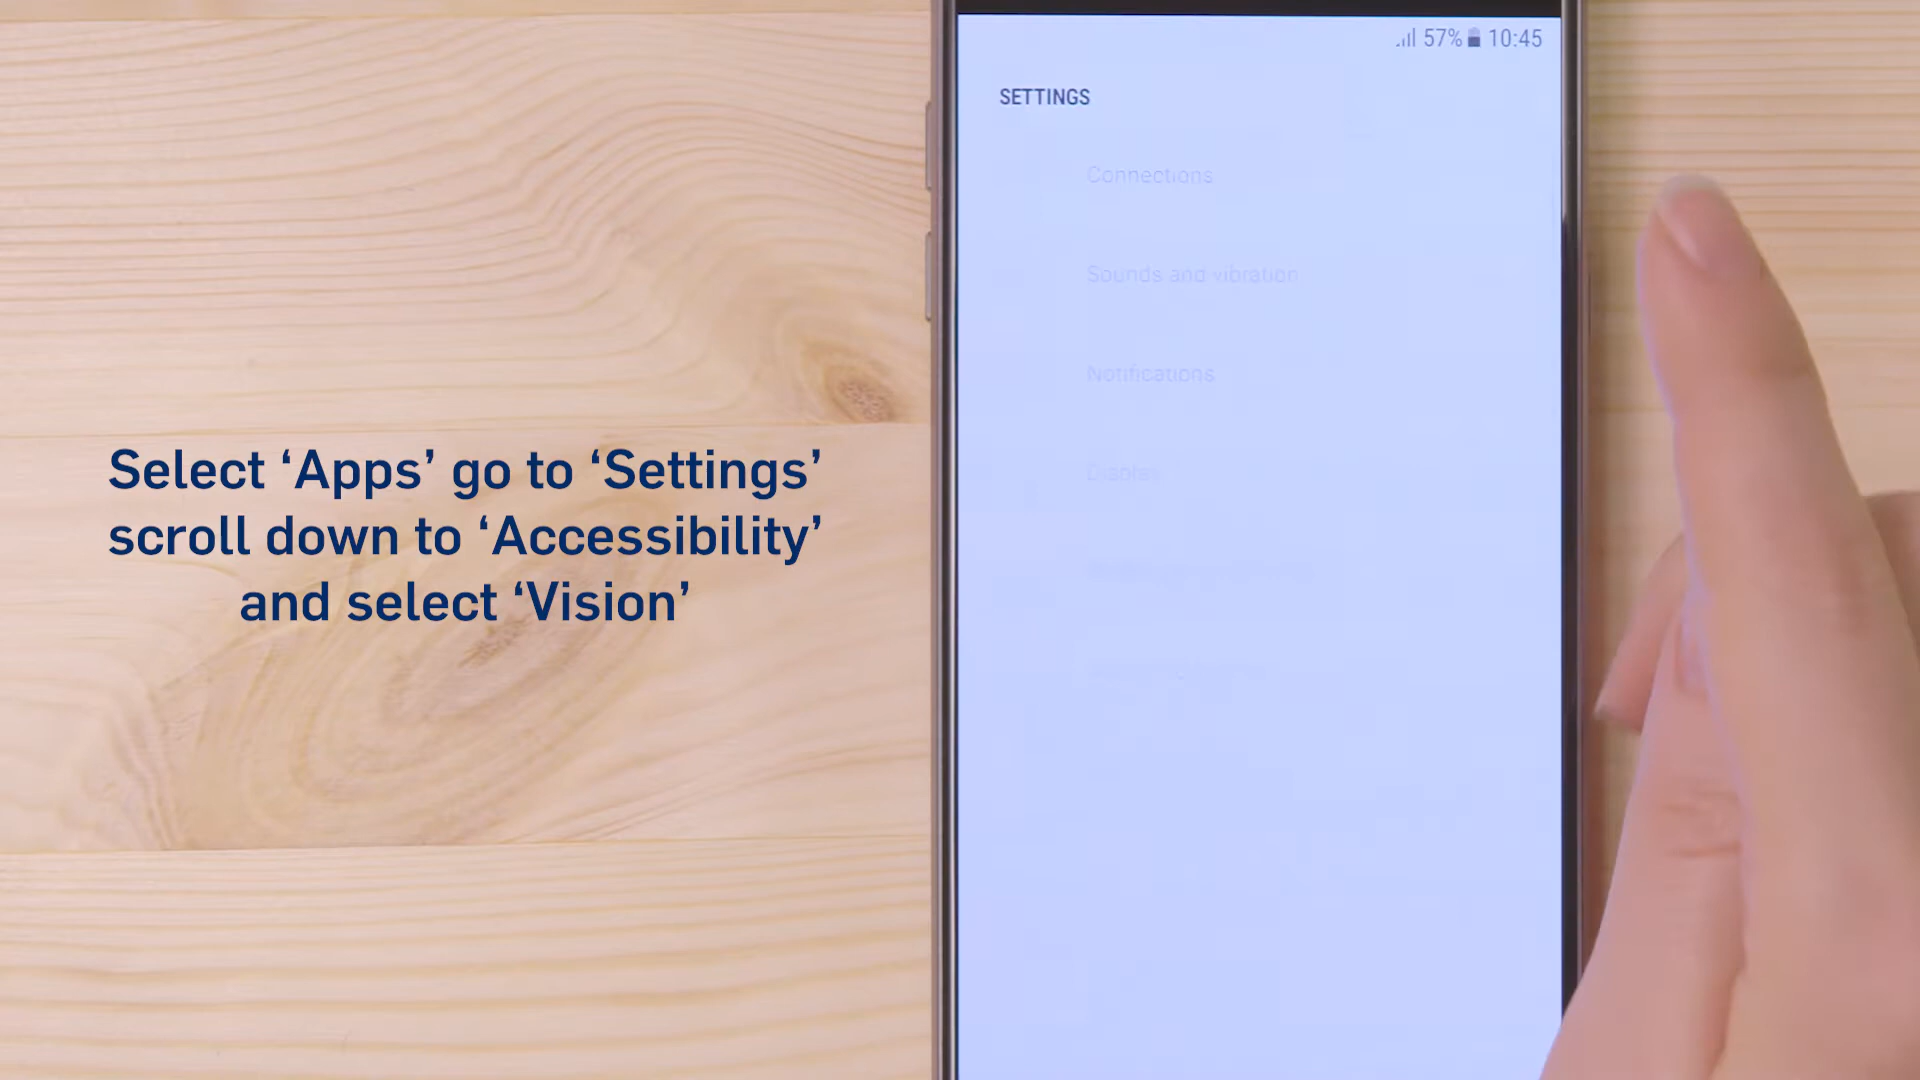 Select ‘Apps’ go to ‘Settings’
scroll down to ‘Accessibility’
and select ‘Vision’
57% 10:45
SETTINGS
Connections
Sounds and vibration
Notifications
Display